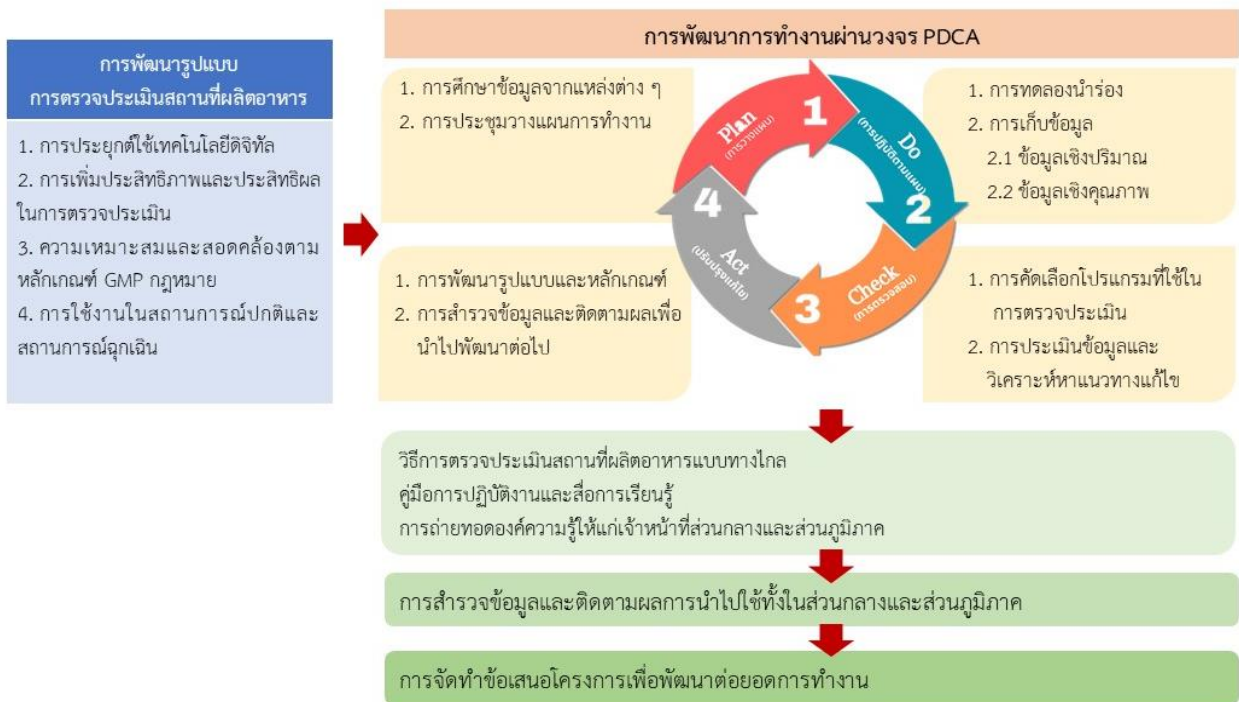 การพัฒนารูปแบบ
การตรวจประเมินสถานที่ผลิตอาหาร
1. การประยุกต์ใช้เทคโนโลยีดิจิทัล
2. การเพิ่มประสิทธิภาพและประสิทธิผล
ในการตรวจประเมิน
3. ความเหมาะสมและสอดคล้องตาม
หลักเกณฑ์ GMP กฎหมาย
4. การใช้งานในสถานการณ์ปกติและ
สถานการณ์ฉุกเฉิน
การพัฒนาการทำงานผ่านวงจร PDCA
1. การศึกษาข้อมูลจากแหล่งต่าง ๆ
2. การประชุมวางแผนการทำงาน
Plan
(การวางแผน)
1
Do
(การปฏิบัติตามแผน)
2
1. การทดลองนำร่อง
2. การเก็บข้อมูล
2.1 ข้อมูลเชิงปริมาณ
2.2 ข้อมูลเชิงคุณภาพ
4
Act
(ปรับปรุงแก้ไข)
3
Check
(การตรวจสอบ)
1. การพัฒนารูปแบบและหลักเกณฑ์
2. การสำรวจข้อมูลและติดตามผลเพื่อ
นำไปพัฒนาต่อไป
1. การคัดเลือกโปรแกรมที่ใช้ใน
การตรวจประเมิน
2. การประเมินข้อมูลและ
วิเคราะห์หาแนวทางแก้ไข
วิธีการตรวจประเมินสถานที่ผลิตอาหารแบบทางไกล
คู่มือการปฏิบัติงานและสื่อการเรียนรู้
การถ่ายทอดองค์ความรู้ให้แก่เจ้าหน้าที่ส่วนกลางและส่วนภูมิภาค
การสำรวจข้อมูลและติดตามผลการนำไปใช้ทั้งในส่วนกลางและส่วนภูมิภาค
การจัดทำข้อเสนอโครงการเพื่อพัฒนาต่อยอดการทำงาน